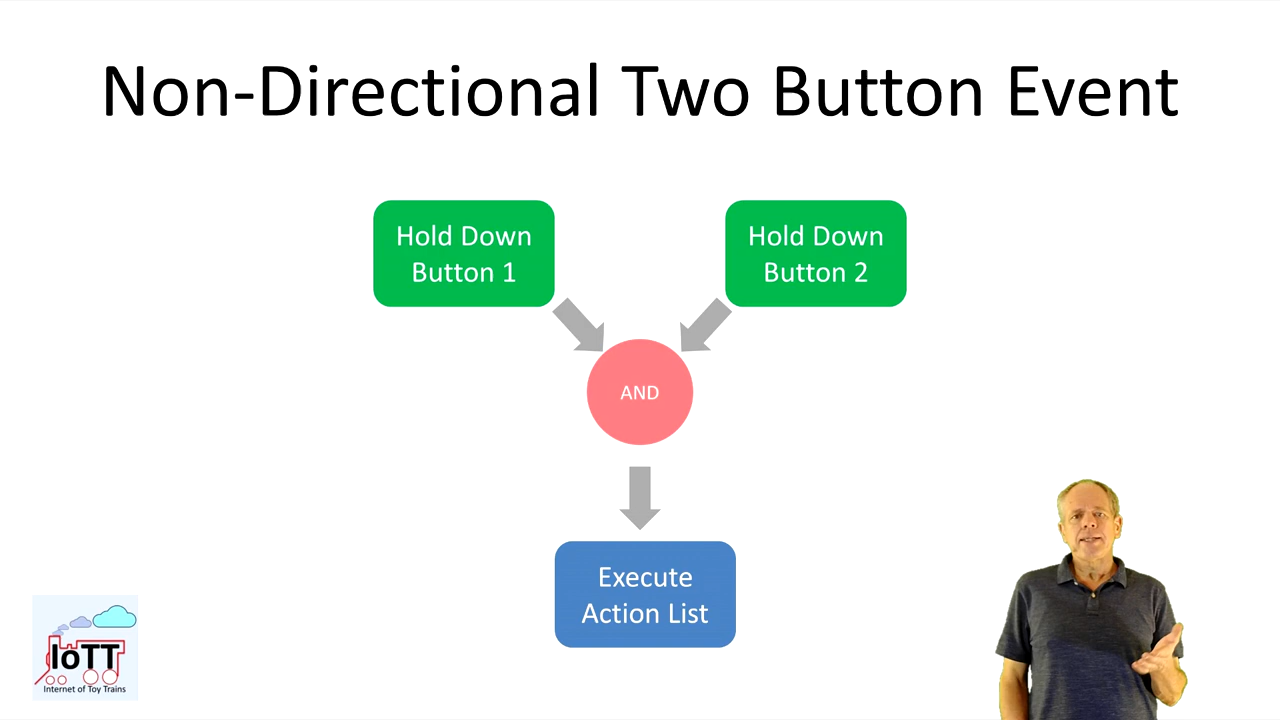 Non-Directional Two Button Event
Hold Down
Button 1
Hold Down
Button 2
AND
Execute
Action List
IoTT
Internet of Toy Trains